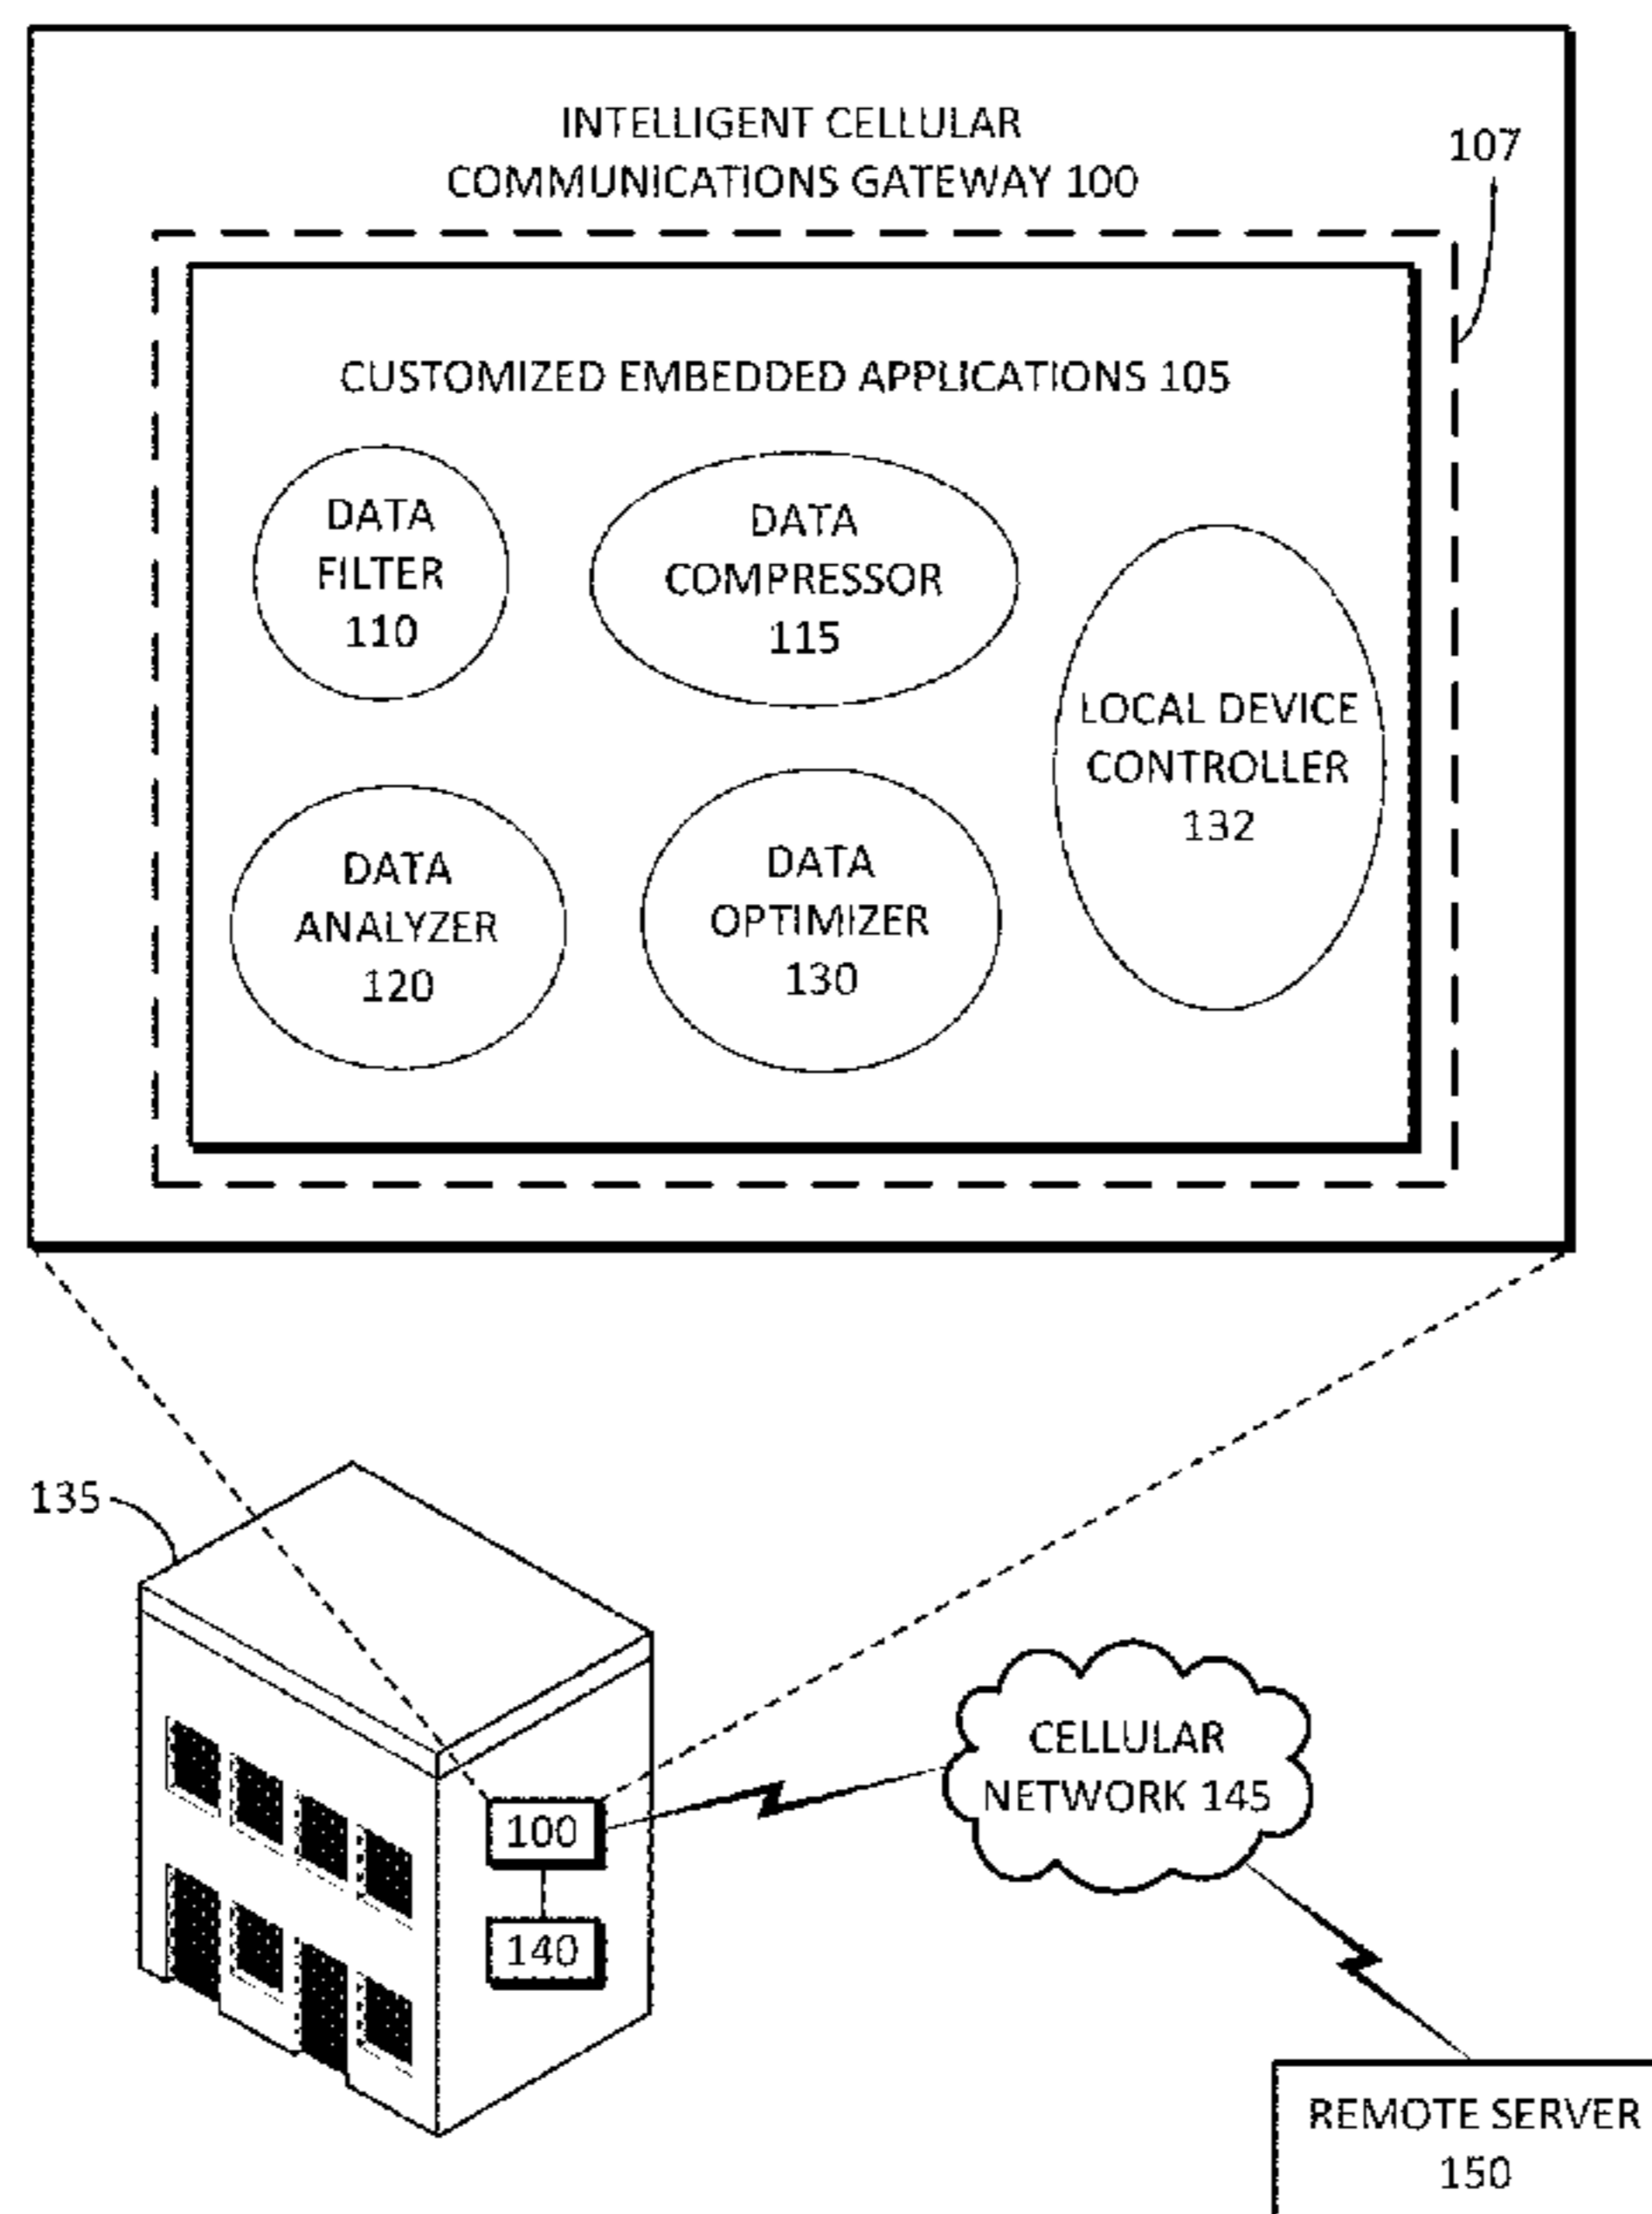 INTELLIGENT CELLULAR
COMMUNICATIONS GATEWAY 100
107
CUSTOMIZED EMBEDDED APPLICATIONS 105
DATA
FILTER
110
DATA
COMPRESSOR
115
LOCAL DEVICE
CONTROLLER
132
DATA
ANALYZER
120
DATA
OPTIMIZER
130
135
CELLULAR
NETWORK 145
100
140
REMOTE SERVER
150